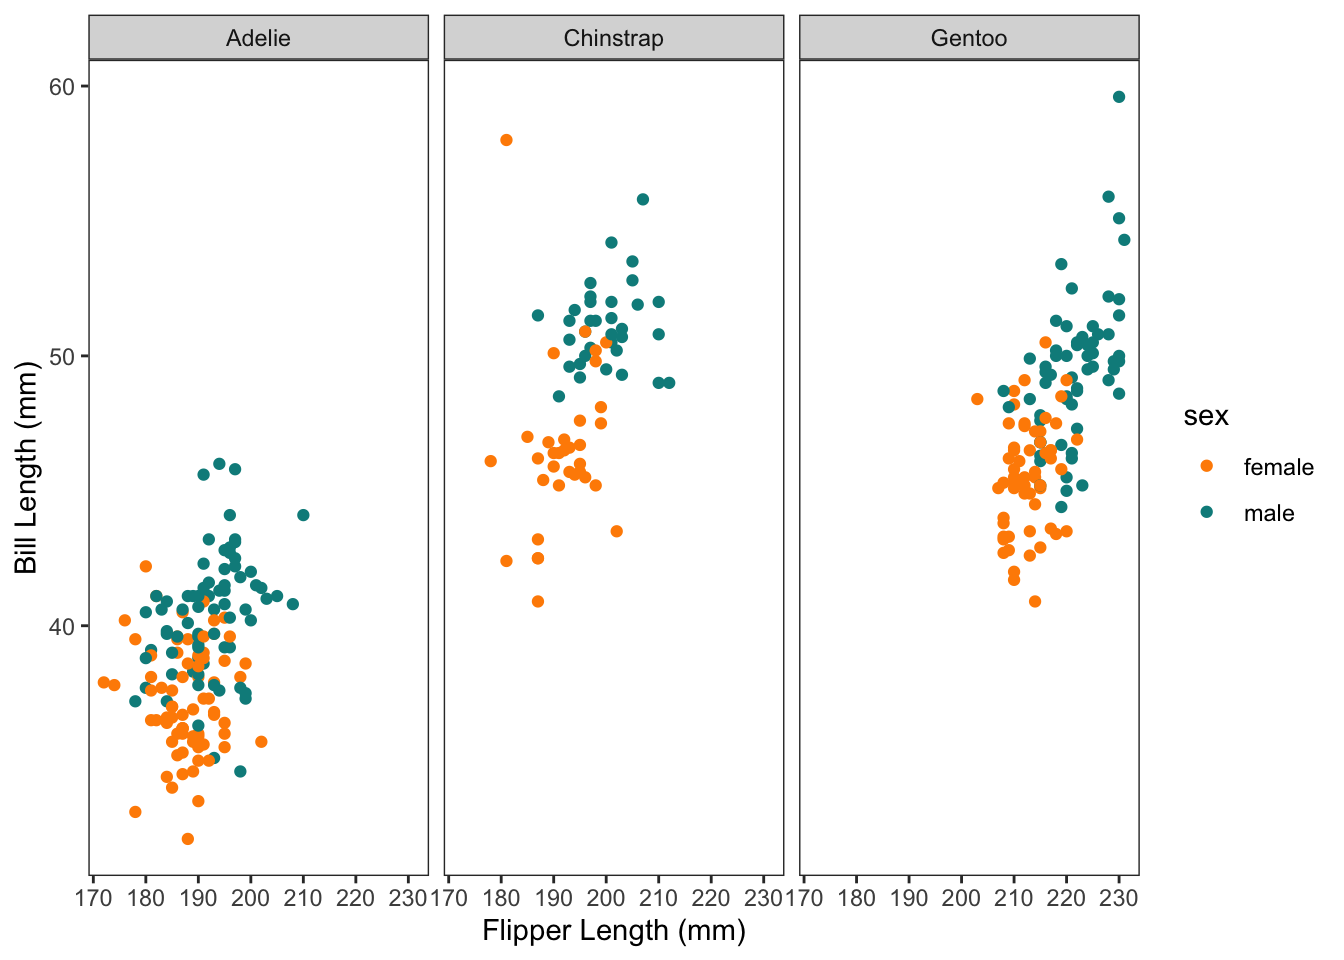 Adelie Chinstrap Gentoo
60
50
40
Bill Length (mm)
170 180 190 200 210 220 230 170 180 190 200 210 220 230 170 180 190 200 210 220 230
Flipper Length (mm)
sex
female
male